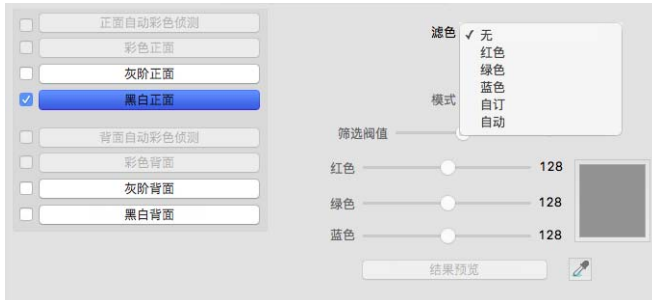 正面自动彩色侦测
彩色正面
灰阶正面
黑白正面
背面自动彩色侦测
彩色背面
灰阶背面
黑白背面
滤色
无
红色
绿色
蓝色
自订
自动
模式
筛选阀值
红色 128
绿色 128
蓝色 128
结果预览